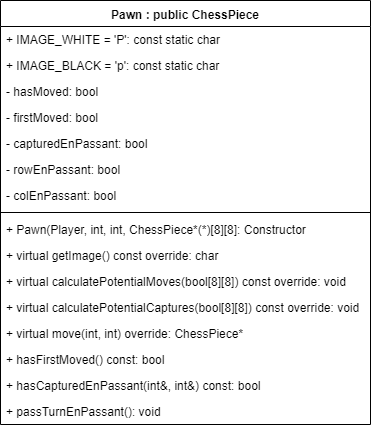 Pawn : public ChessPiece
+ IMAGE_WHITE = 'P': const static char
+ IMAGE_BLACK = 'p': const static char
- hasMoved: bool
- firstMoved: bool
- capturedEnPassant: bool
- rowEnPassant: bool
- colEnPassant: bool
+ Pawn(Player, int, int, ChessPiece*(*)[8][8]: Constructor
+ virtual getImage() const override: char
+ virtual calculatePotentialMoves(bool[8][8]) const override: void
+ virtual calculatePotentialCaptures(bool[8][8]) const override: void
+ virtual move(int, int) override: ChessPiece*
+ hasFirstMoved() const: bool
+ hasCapturedEnPassant(int&, int&) const: bool
+ passTurnEnPassant(): void